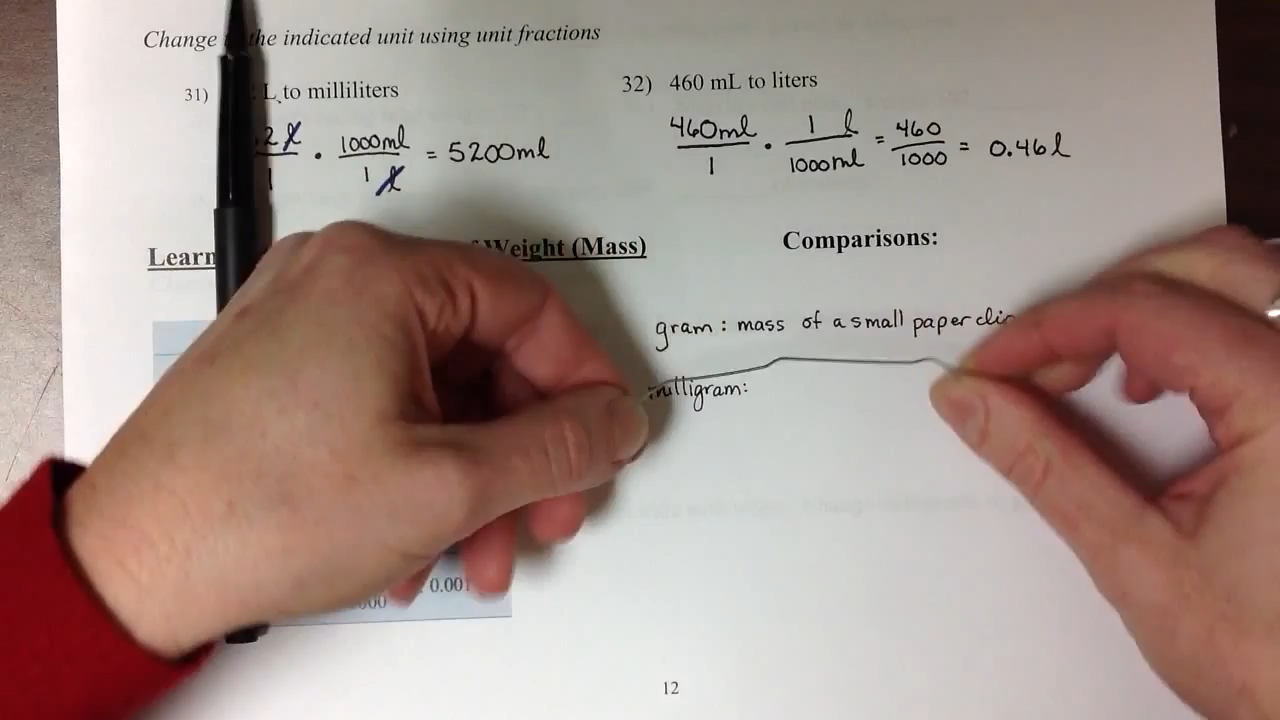 Change the indicated unit using unit fractions
31) L to milliliters
32) 460 mL to liters
.2l/1 · 1000ml/1l = 5200ml
460ml/1 · 1 l/1000ml = 460/1000 = 0.46l
Weight (Mass)
Comparisons:
gram: mass of a small paper
milligram:
0.001
12